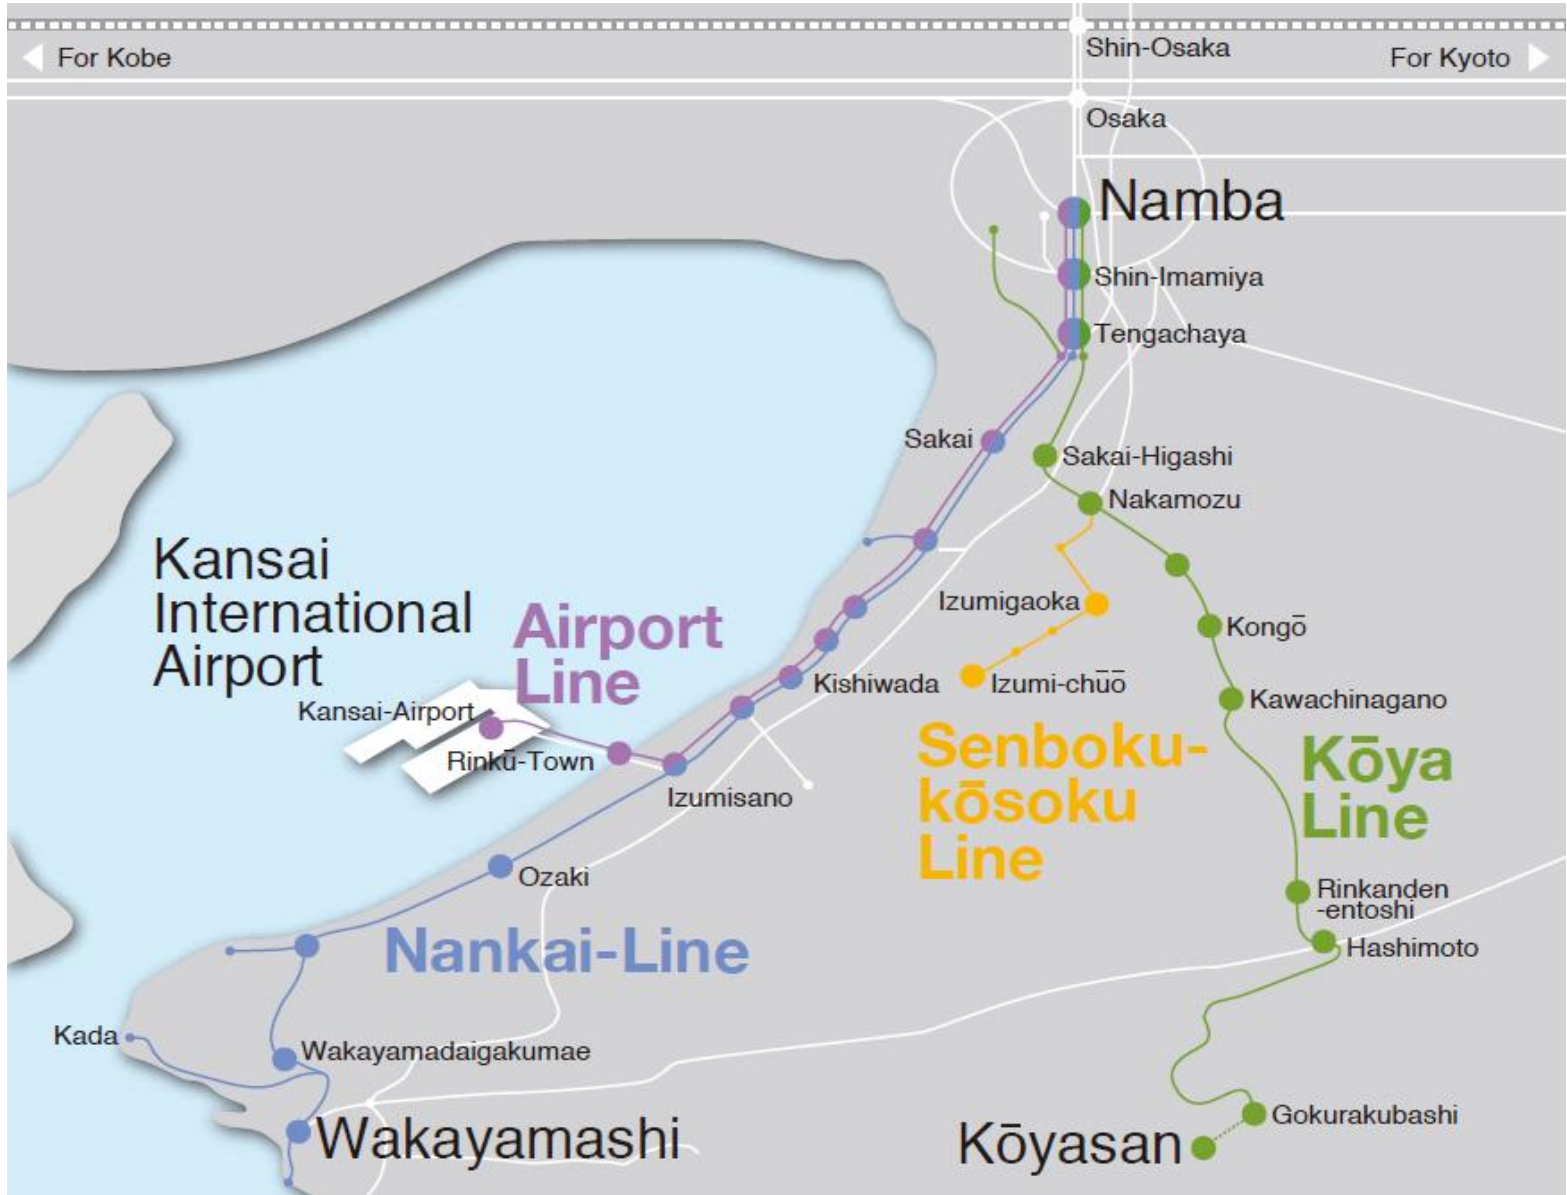 Shin-Osaka
For Kobe
For Kyoto
Osaka
Namba
Shin-Imamiya
Tengachaya
Sakai
Sakai-Higashi
Nakamozu
Kansai
International
Airport
Airport
Line
Izumigaoka
Kongō
Kishiwada
Izumi-chūō
Kawachinagano
Kansai-Airport
Rinkū-Town
Izumisano
Senboku-
kōsoku
Line
Kōya
Line
Ozaki
Rinkanden
-entoshi
Nankai-Line
Hashimoto
Kada
Wakayamadaigakumae
Wakayamashi
Gokurakubashi
Kōyasan